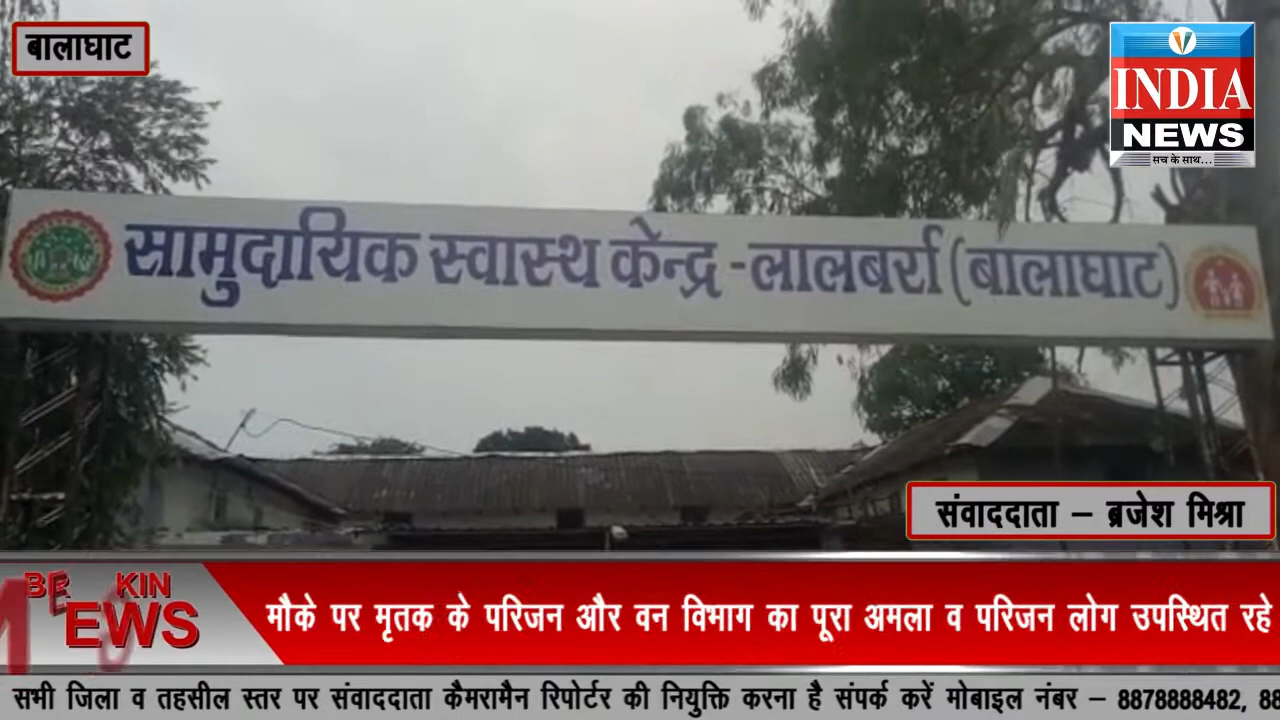 बालाघाट
INDIA
NEWS
सच के साथ...
सामुदायिक स्वास्थ केन्द्र - लालबर्रा (बालाघाट)
संवाददाता – ब्रजेश मिश्रा
मौके पर मृतक के परिजन और वन विभाग का पूरा अमला व परिजन लोग उपस्थित रहे
सभी जिला व तहसील स्तर पर संवाददाता कैमरामैन रिपोर्टर की नियुक्ति करना है संपर्क करें मोबाइल नंबर – 8878888482, 88